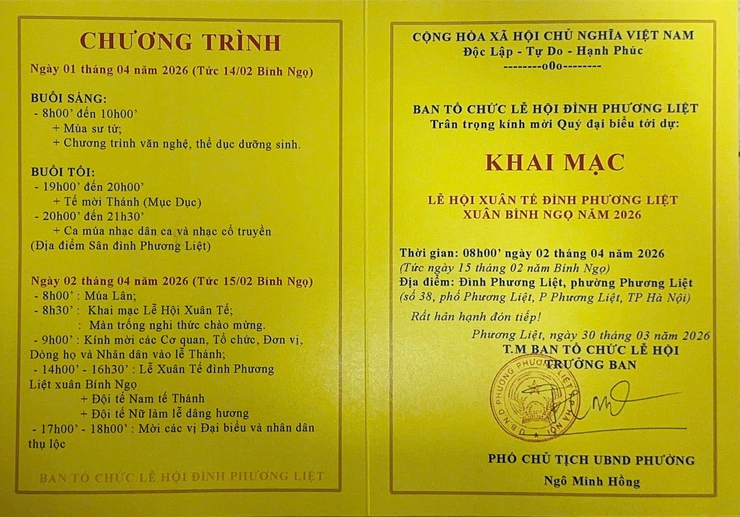 CHƯƠNG TRÌNH
Ngày 01 tháng 04 năm 2026 (Tức 14/02 Bính Ngọ)
BUỔI SÁNG:
- 8h00’ đến 10h00’
+ Múa sư tử;
+ Chương trình văn nghệ, thể dục dưỡng sinh.
BUỔI TỐI:
- 19h00’ đến 20h00’
+ Tế mời Thánh (Mục Dục)
- 20h00’ đến 21h30’
+ Ca múa nhạc dân ca và nhạc cổ truyền
(Địa điểm Sân đình Phương Liệt)
Ngày 02 tháng 04 năm 2026 (Tức 15/02 Bính Ngọ)
- 8h00’ : Múa Lân;
- 8h30’ : Khai mạc Lễ Hội Xuân Tế;
: Màn trống nghi thức chào mừng.
- 9h00’ : Kính mời các Cơ quan, Tổ chức, Đơn vị,
Dòng họ và Nhân dân vào lễ Thánh;
- 14h00’ - 16h30’ : Lễ Xuân Tế đình Phương
Liệt xuân Bính Ngọ
+ Đội tế Nam tế Thánh
+ Đội tế Nữ làm lễ dâng hương
- 17h00’ - 18h00’ : Mời các vị Đại biểu và nhân dân
thụ lộc
BAN TỔ CHỨC LỄ HỘI ĐÌNH PHƯƠNG LIỆT
CỘNG HÒA XÃ HỘI CHỦ NGHĨA VIỆT NAM
Độc Lập - Tự Do - Hạnh Phúc
--------o0o--------
BAN TỔ CHỨC LỄ HỘI ĐÌNH PHƯƠNG LIỆT
Trân trọng kính mời Quý đại biểu tới dự:
KHAI MẠC
LỄ HỘI XUÂN TẾ ĐÌNH PHƯƠNG LIỆT
XUÂN BÍNH NGỌ NĂM 2026
Thời gian: 08h00’ ngày 02 tháng 04 năm 2026
(Tức ngày 15 tháng 02 năm Bính Ngọ)
Địa điểm: Đình Phương Liệt, phường Phương Liệt
(số 38, phố Phương Liệt, P Phương Liệt, TP Hà Nội)
Rất hân hạnh đón tiếp!
Phương Liệt, ngày 30 tháng 03 năm 2026
T.M BAN TỔ CHỨC LỄ HỘI
TRƯỞNG BAN
U.B.N.D PHƯỜNG PHƯƠNG LIỆT T.P HÀ NỘI
PHÓ CHỦ TỊCH UBND PHƯỜNG
Ngô Minh Hồng